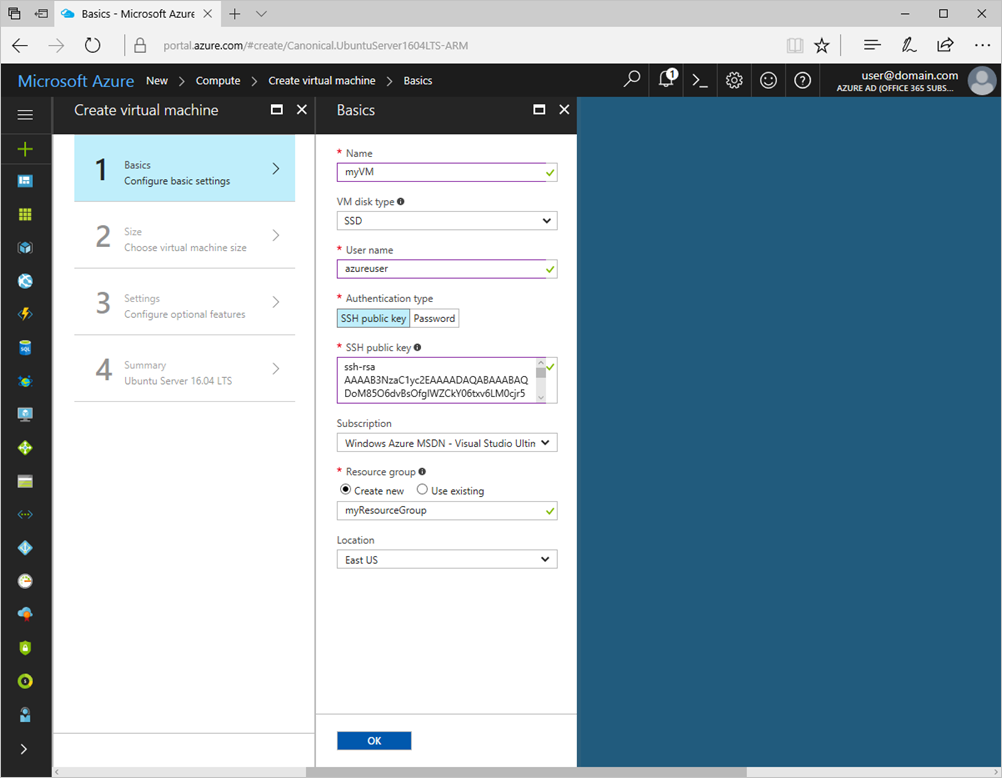 Basics - Microsoft Azure
portal.azure.com/#create/Canonical.UbuntuServer1604LTS-ARM
Microsoft Azure New > Compute > Create virtual machine > Basics
1
user@domain.com
AZURE AD (OFFICE 365 SUBS...
Create virtual machine
1
Basics
Configure basic settings
2
Size
Choose virtual machine size
3
Settings
Configure optional features
4
Summary
Ubuntu Server 16.04 LTS
Basics
* Name
myVM
VM disk type
SSD
* User name
azureuser
* Authentication type
SSH public key Password
* SSH public key
ssh-rsa
AAAAB3NzaC1yc2EAAAADAQABAAABAQ
DoM85O6dvBsOfgIWZCkY06txv6LM0cjr5
Subscription
Windows Azure MSDN - Visual Studio Ultin
* Resource group
Create new Use existing
myResourceGroup
Location
East US
OK
SQL